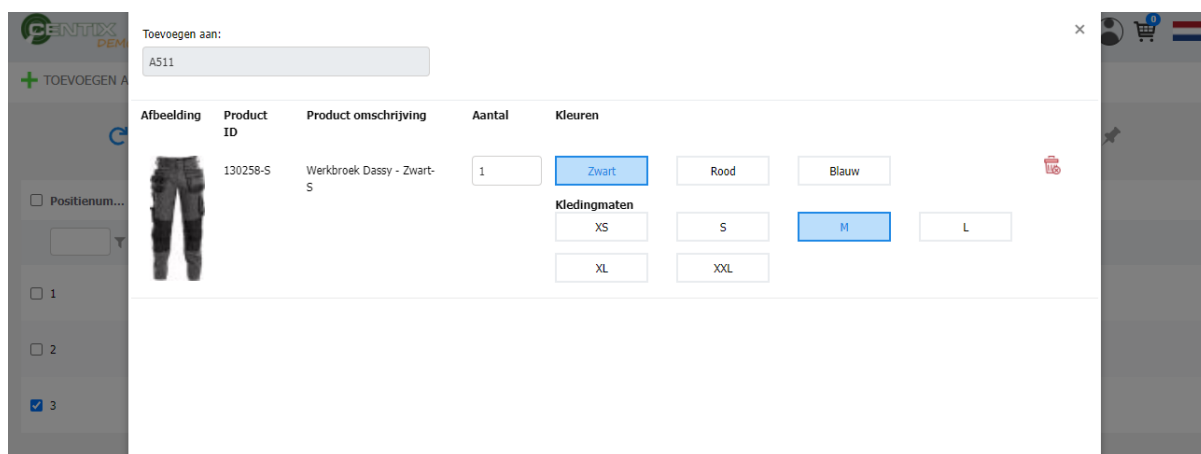 CENTIX
DEM
Toevoegen aan:
×
0
A511
TOEVOEGEN A
Afbeelding Product ID Product omschrijving Aantal Kleuren
130258-S Werkbroek Dassy - Zwart-
S
1 Zwart Rood Blauw
Positienum...
Kledingmaten
XS S M L
XL XXL
1
2
3